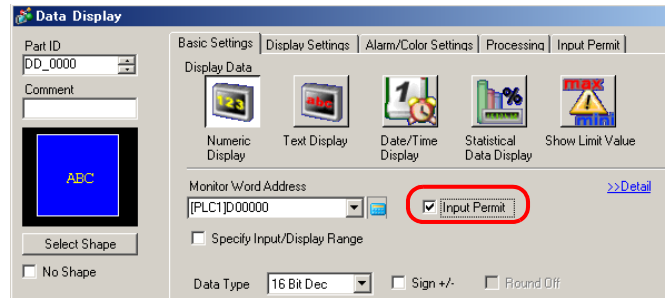 Data Display
Part ID
DD_0000
Comment
ABC
Select Shape
No Shape
Basic Settings Display Settings Alarm/Color Settings Processing Input Permit
Display Data
123 abc 1 % max mini
Numeric Display
Text Display
Date/Time Display
Statistical Data Display
Show Limit Value
Monitor Word Address
>>Detail
[PLC1]D00000
Input Permit
Specify Input/Display Range
Data Type 16 Bit Dec Sign +/- Round Off